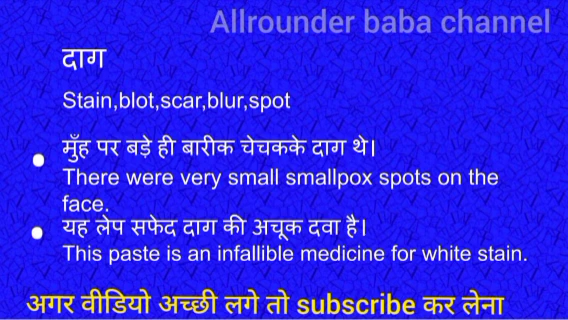 Allrounder baba channel
दाग
Stain,blot,scar,blur,spot
मुँह पर बड़े ही बारीक चेचकके दाग थे।
There were very small smallpox spots on the
face.
यह लेप सफेद दाग की अचूक दवा है।
This paste is an infallible medicine for white stain.
अगर वीडियो अच्छी लगे तो subscribe कर लेना